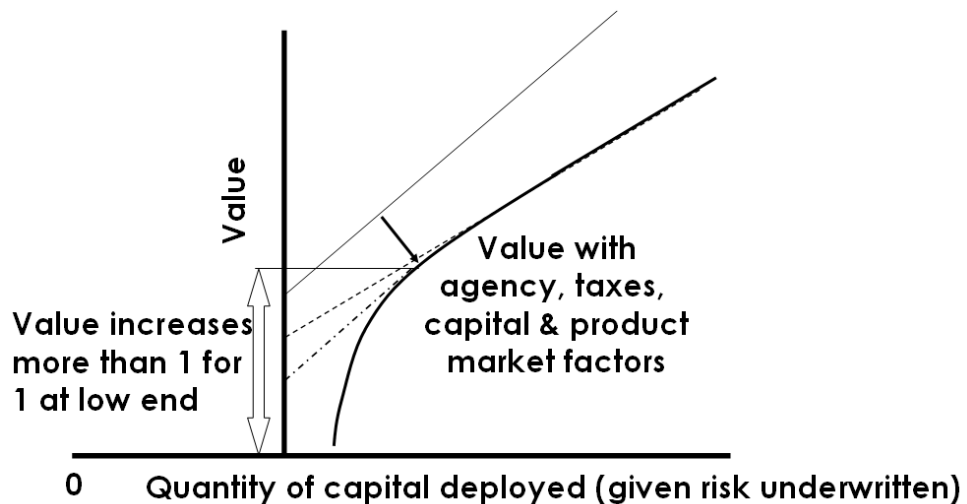 Value
Value with
agency, taxes,
capital & product
market factors
Value increases
more than 1 for
1 at low end
0
Quantity of capital deployed (given risk underwritten)